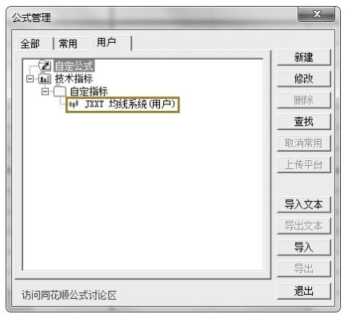 公式管理
全部 常用 用户
自定公式
技术指标
自定指标
JXXT 均线系统(用户)
新建
修改
删除
查找
取消常用
上传平台
导入文本
导出文本
导入
导出
退出
访问同花顺公式讨论区